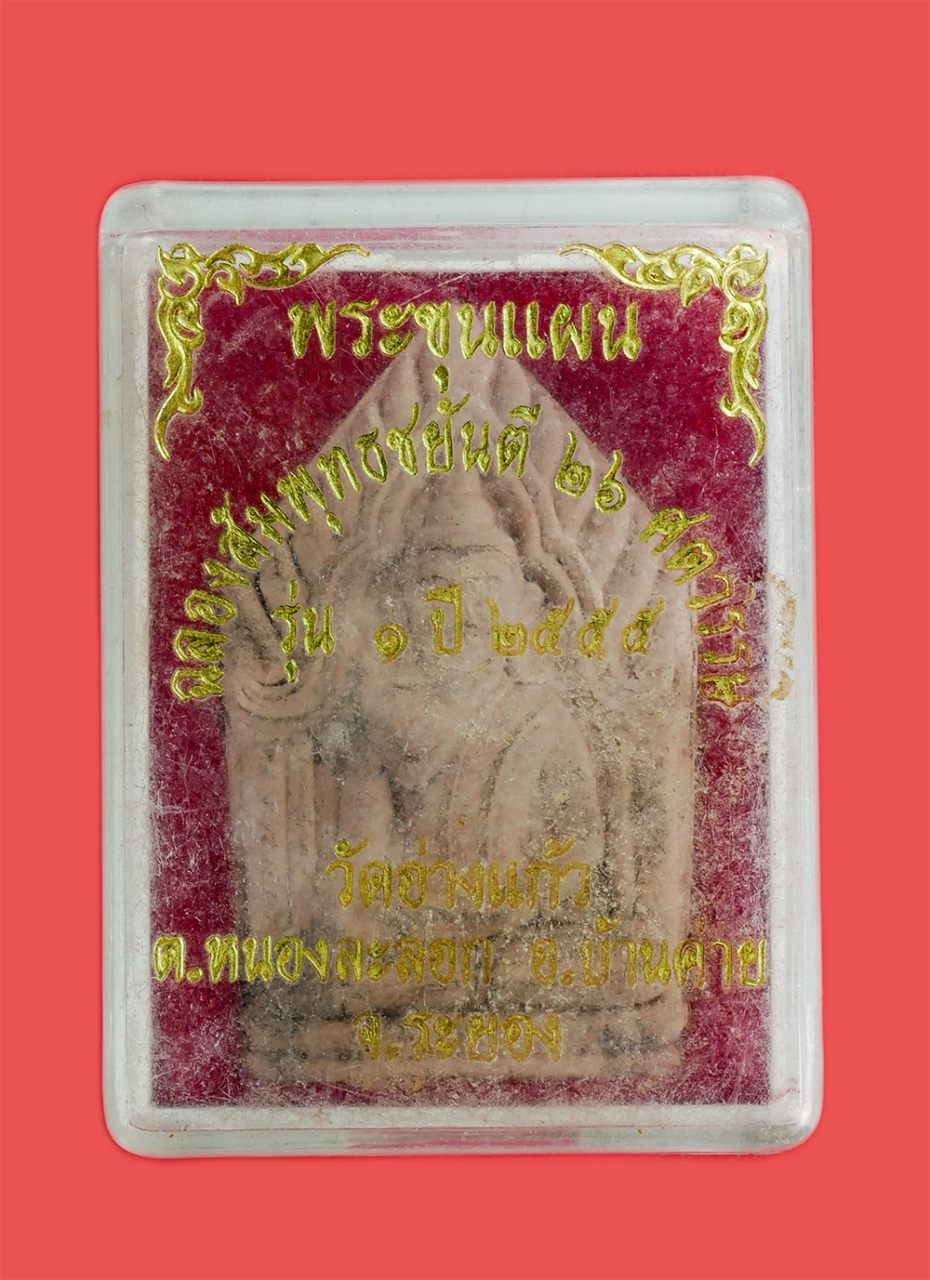 พระขุนแผน
ฉลองสัมพุทธชยันตี ๒๖ ศตวรรษ
รุ่น ๑ ปี ๒๕๕๕
วัดอ่างแก้ว
ต.หนองละลอก อ.บ้านค่าย
จ.ระยอง